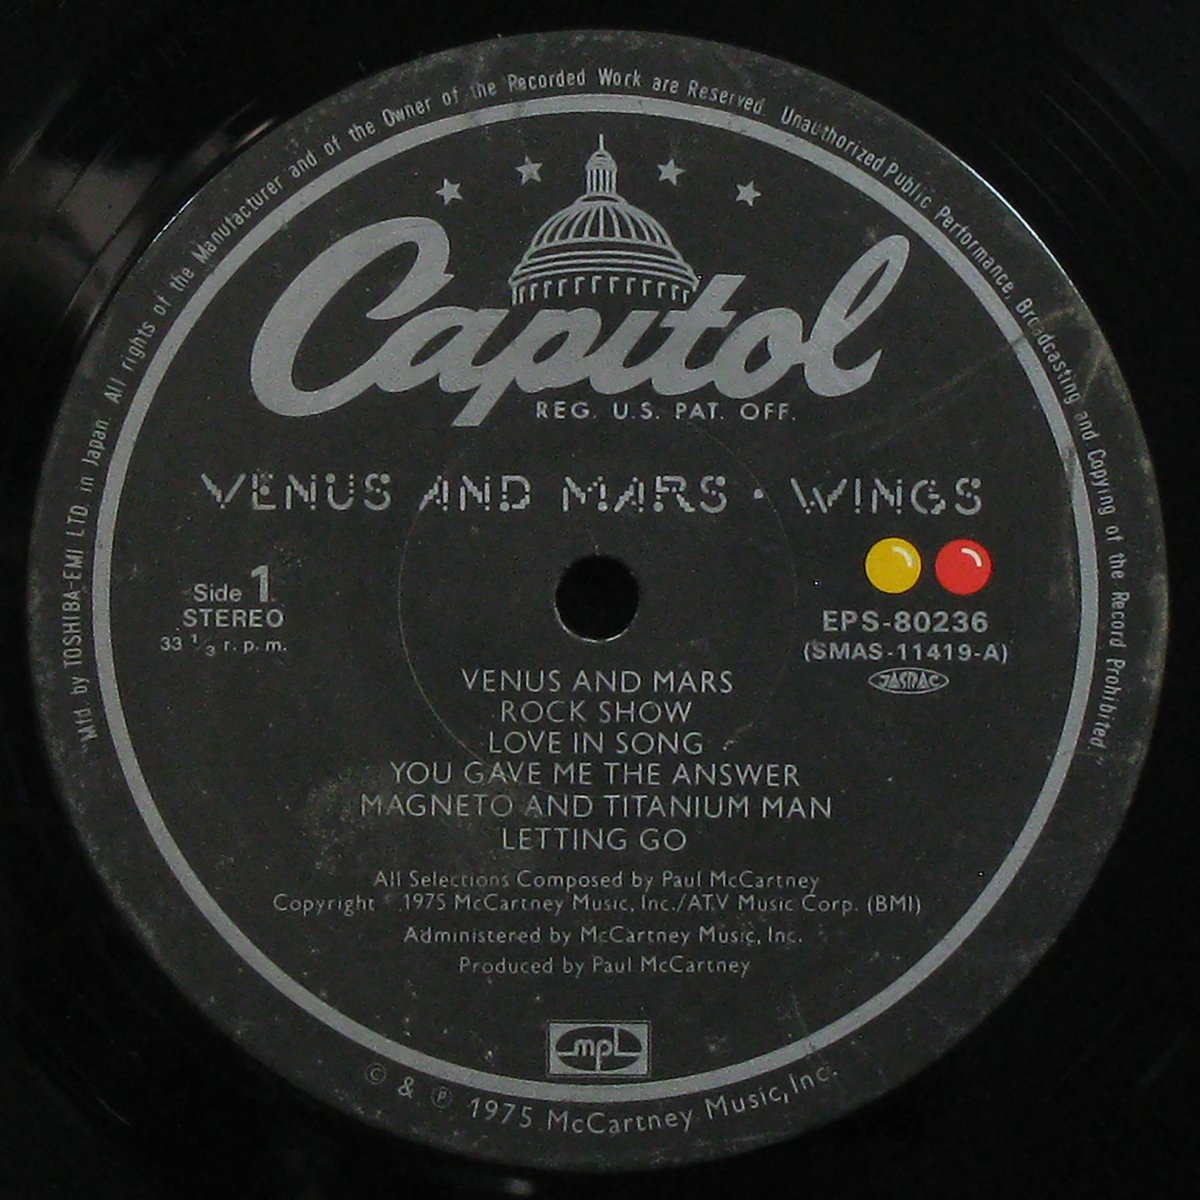 "Mfd. by TOSHIBA-EMI LTD. in Japan. All rights of the Manufacturer and of the Owner of the Recorded Work are Reserved. Unauthorized Public Performance, Broadcasting and Copying of the Record Prohibited."
Capitol
REG. U.S. PAT. OFF.
VENUS AND MARS · WINGS
Side 1
STEREO
33 1/3 r.p.m.
EPS-80236
(SMAS-11419-A)
JASRAC
VENUS AND MARS
ROCK SHOW
LOVE IN SONG
YOU GAVE ME THE ANSWER
MAGNETO AND TITANIUM MAN
LETTING GO
All Selections Composed by Paul McCartney
Copyright © 1975 McCartney Music, Inc./ATV Music Corp. (BMI)
Administered by McCartney Music, Inc.
Produced by Paul McCartney
mpl
© & ℗ 1975 McCartney Music, Inc.